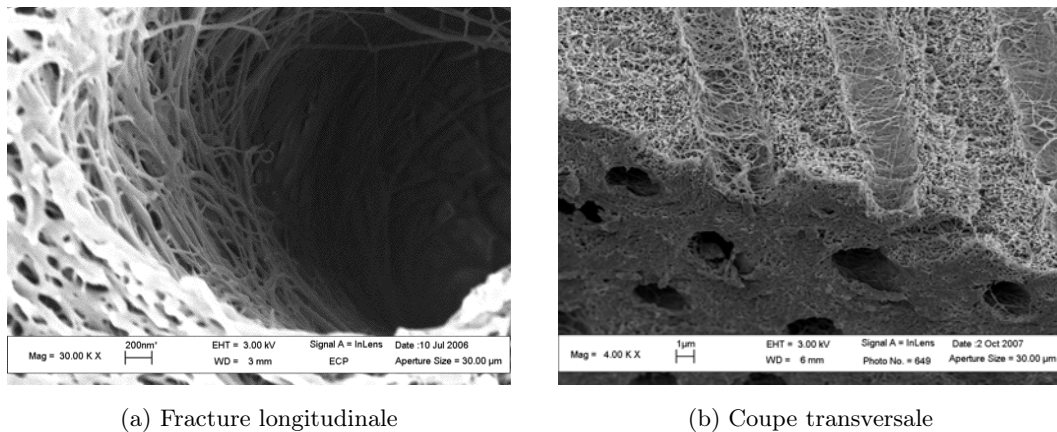 Mag = 30.00 K X
200nm*
EHT = 3.00 kV
WD = 3 mm
Signal A = InLens
ECP
Date :10 Jul 2006
Aperture Size = 30.00 µm
Mag = 4.00 K X
1µm
EHT = 3.00 kV
WD = 6 mm
Signal A = InLens
Photo No. = 649
Date :2 Oct 2007
Aperture Size = 30.00 µm
(a) Fracture longitudinale
(b) Coupe transversale